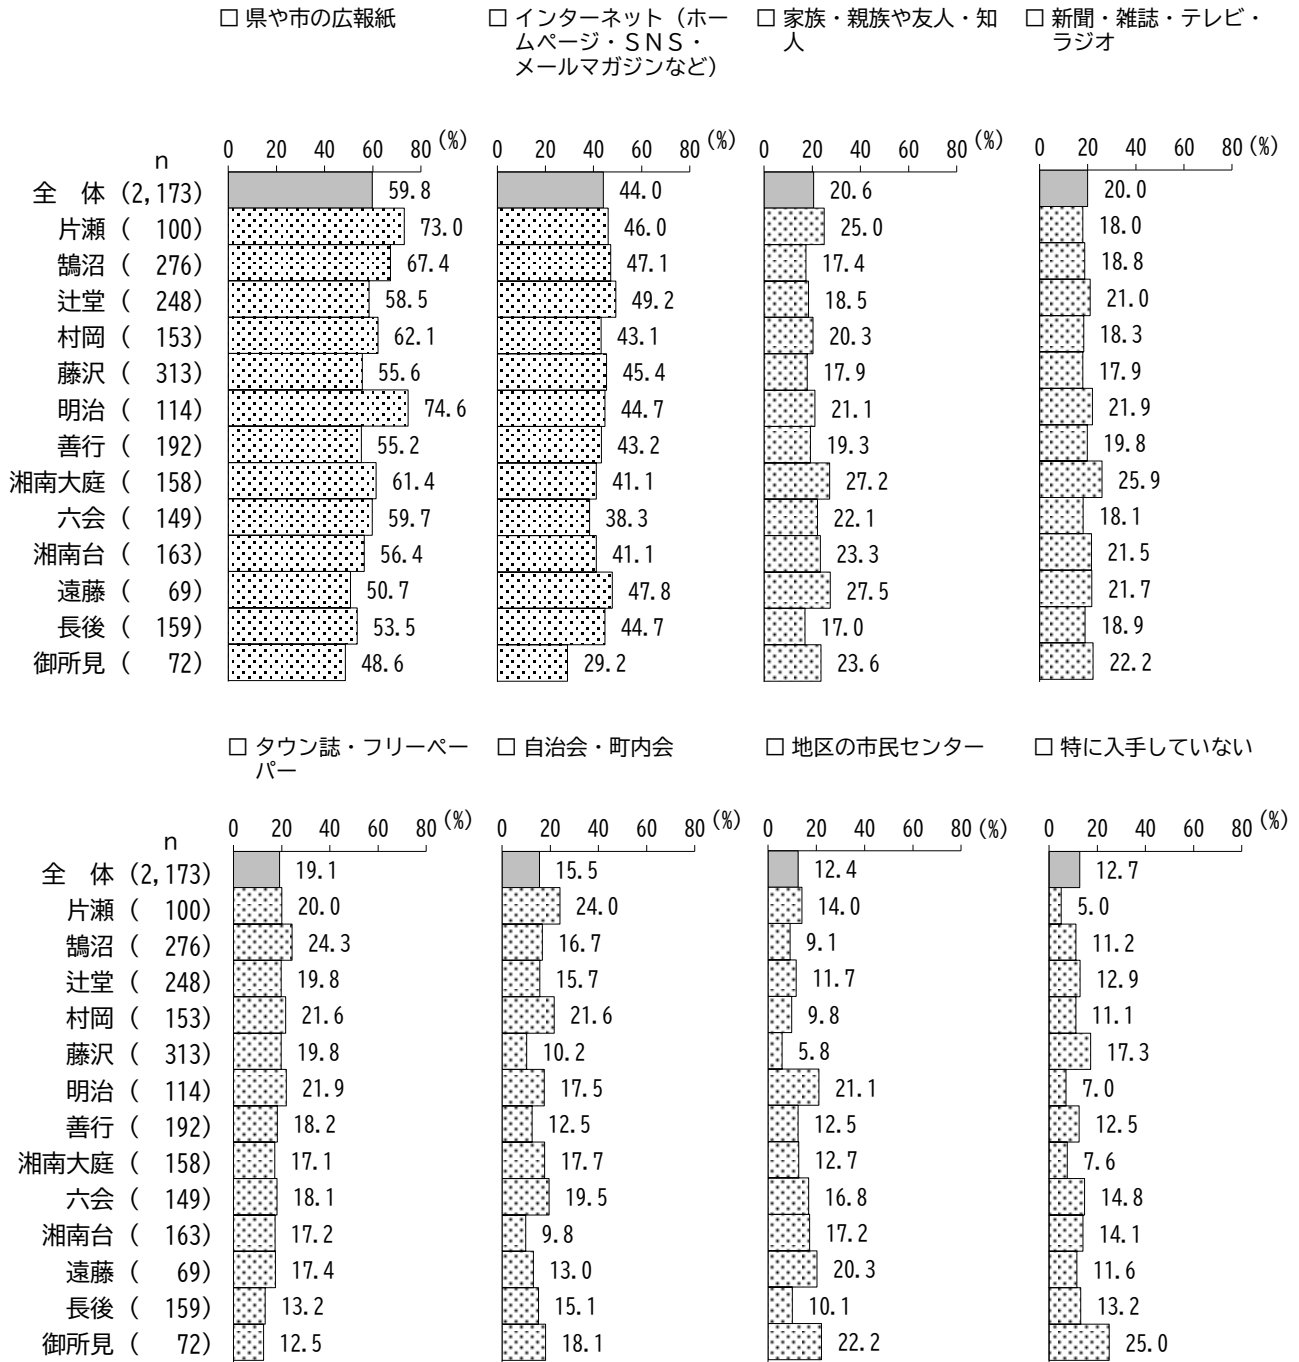 □ 県や市の広報紙
□ インターネット（ホー
ムページ・ＳＮＳ・
メールマガジンなど）
□ 家族・親族や友人・知
人
□ 新聞・雑誌・テレビ・
ラジオ
n 0 20 40 60 80 (%) 0 20 40 60 80 (%) 0 20 40 60 80 (%) 0 20 40 60 80 (%)
全　体 (2,173) 59.8 44.0 20.6 20.0
片瀬 ( 100) 73.0 46.0 25.0 18.0
鵠沼 ( 276) 67.4 47.1 17.4 18.8
辻堂 ( 248) 58.5 49.2 18.5 21.0
村岡 ( 153) 62.1 43.1 20.3 18.3
藤沢 ( 313) 55.6 45.4 17.9 17.9
明治 ( 114) 74.6 44.7 21.1 21.9
善行 ( 192) 55.2 43.2 19.3 19.8
湘南大庭 ( 158) 61.4 41.1 27.2 25.9
六会 ( 149) 59.7 38.3 22.1 18.1
湘南台 ( 163) 56.4 41.1 23.3 21.5
遠藤 ( 69) 50.7 47.8 27.5 21.7
長後 ( 159) 53.5 44.7 17.0 18.9
御所見 ( 72) 48.6 29.2 23.6 22.2
□ タウン誌・フリーペー
パー
□ 自治会・町内会
□ 地区の市民センター
□ 特に入手していない
n 0 20 40 60 80 (%) 0 20 40 60 80 (%) 0 20 40 60 80 (%) 0 20 40 60 80 (%)
全　体 (2,173) 19.1 15.5 12.4 12.7
片瀬 ( 100) 20.0 24.0 14.0 5.0
鵠沼 ( 276) 24.3 16.7 9.1 11.2
辻堂 ( 248) 19.8 15.7 11.7 12.9
村岡 ( 153) 21.6 21.6 9.8 11.1
藤沢 ( 313) 19.8 10.2 5.8 17.3
明治 ( 114) 21.9 17.5 21.1 7.0
善行 ( 192) 18.2 12.5 12.5 12.5
湘南大庭 ( 158) 17.1 17.7 12.7 7.6
六会 ( 149) 18.1 19.5 16.8 14.8
湘南台 ( 163) 17.2 9.8 17.2 14.1
遠藤 ( 69) 17.4 13.0 20.3 11.6
長後 ( 159) 13.2 15.1 10.1 13.2
御所見 ( 72) 12.5 18.1 22.2 25.0